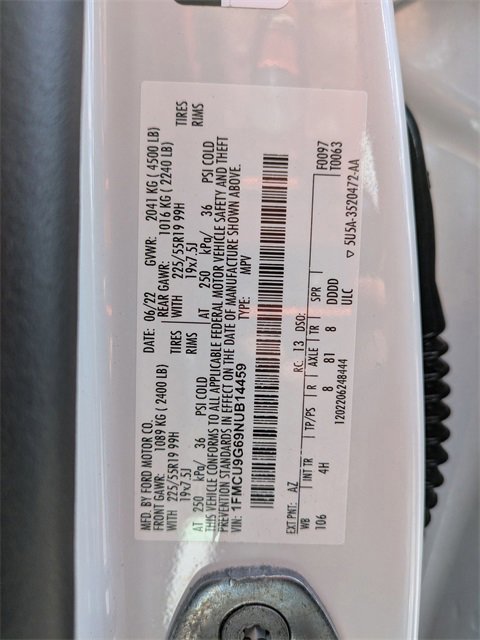 MFD. BY FORD MOTOR CO. DATE: 06/22 GVWR: 2041 KG ( 4500 LB)
FRONT GAWR: 1089 KG ( 2400 LB) REAR GAWR: 1016 KG ( 2240 LB)
WITH 225/55R19 99H TIRES WITH 225/55R19 99H TIRES
19x7.5J RIMS 19x7.5J RIMS
AT 250 kPa/ 36 PSI COLD AT 250 kPa/ 36 PSI COLD
THIS VEHICLE CONFORMS TO ALL APPLICABLE FEDERAL MOTOR VEHICLE SAFETY AND THEFT
PREVENTION STANDARDS IN EFFECT ON THE DATE OF MANUFACTURE SHOWN ABOVE.
VIN: 1FMCU9G69NUB14459 TYPE: MPV
F0097
T0063
EXT PNT: AZ RC: 13 DSO:
WB INT TR TP/PS R AXLE TR SPR
106 4H 8 81 8 DDDD
1202206248444 ULC
▽ 5U5A-3520472-AA